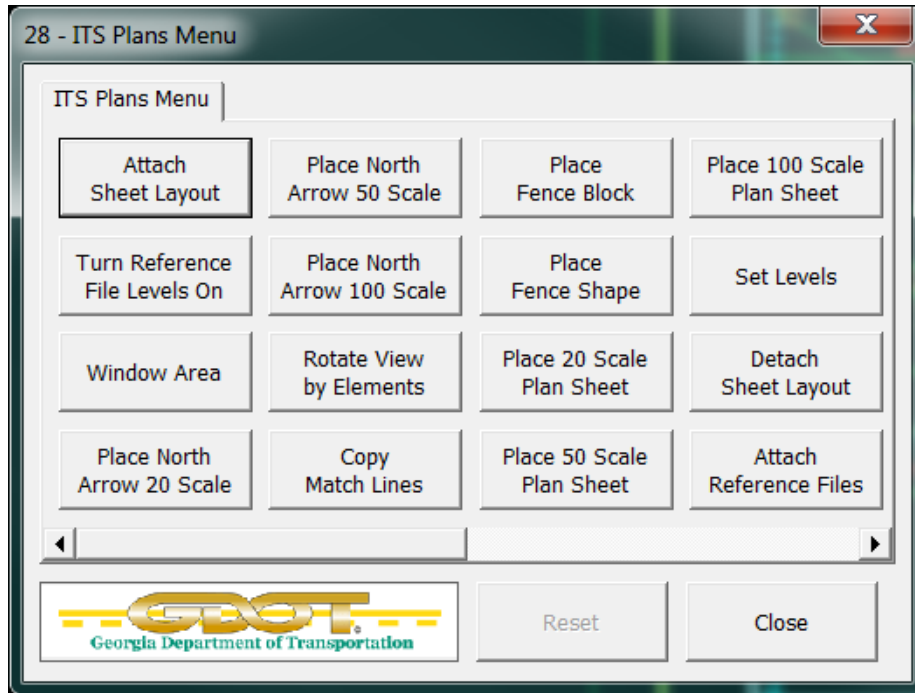 28 - ITS Plans Menu
X
ITS Plans Menu
Attach
Sheet Layout
Place North
Arrow 50 Scale
Place
Fence Block
Place 100 Scale
Plan Sheet
Turn Reference
File Levels On
Place North
Arrow 100 Scale
Place
Fence Shape
Set Levels
Window Area
Rotate View
by Elements
Place 20 Scale
Plan Sheet
Detach
Sheet Layout
Place North
Arrow 20 Scale
Copy
Match Lines
Place 50 Scale
Plan Sheet
Attach
Reference Files
GDOT®
Georgia Department of Transportation
Reset
Close